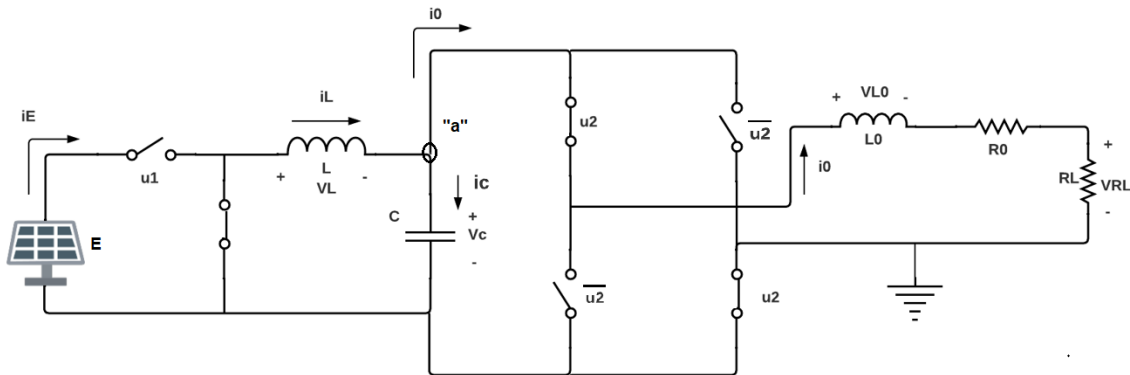 i0
iE
iL
"a"
u1
+ L -
VL
ic
C
+
Vc
-
E
u2
u2
u2
u2
i0
+ VL0 -
L0
R0
RL
+
VRL
-